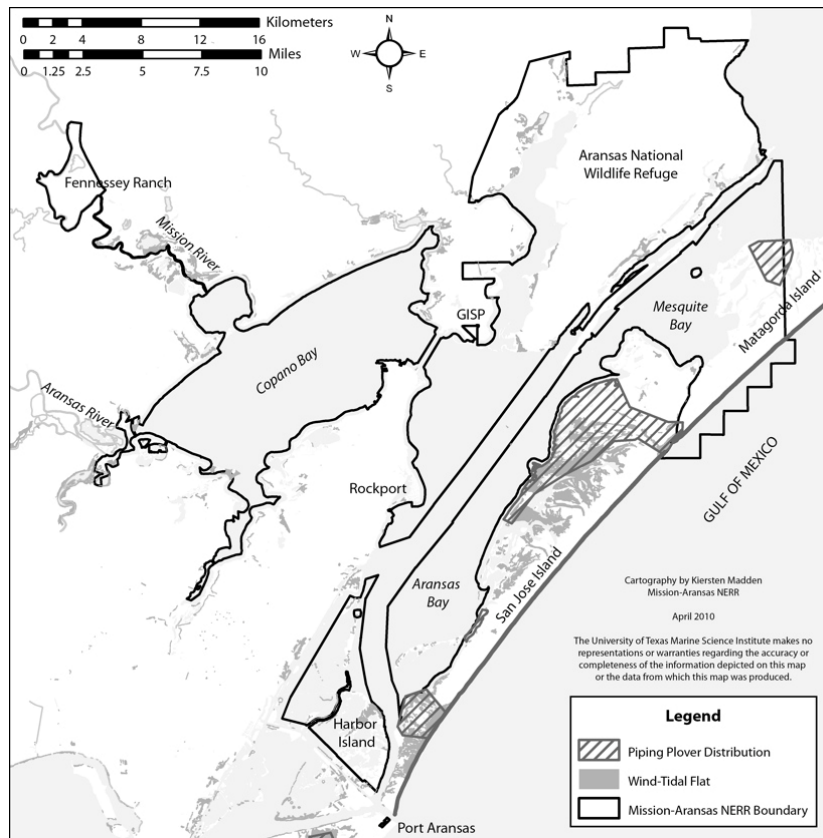 Kilometers
0 2 4 8 12 16
Miles
0 1.25 2.5 5 7.5 10
N
W E
S
Fennessey Ranch
Mission River
Aransas National
Wildlife Refuge
GISP
Mesquite
Bay
Matagorda Island
Copano Bay
Aransas River
Rockport
GULF OF MEXICO
Aransas
Bay
San Jose Island
Cartography by Kiersten Madden
Mission-Aransas NERR
April 2010
The University of Texas Marine Science Institute makes no
representations or warranties regarding the accuracy or
completeness of the information depicted on this map
or the data from which this map was produced.
Harbor
Island
Port Aransas
Legend
Piping Plover Distribution
Wind-Tidal Flat
Mission-Aransas NERR Boundary